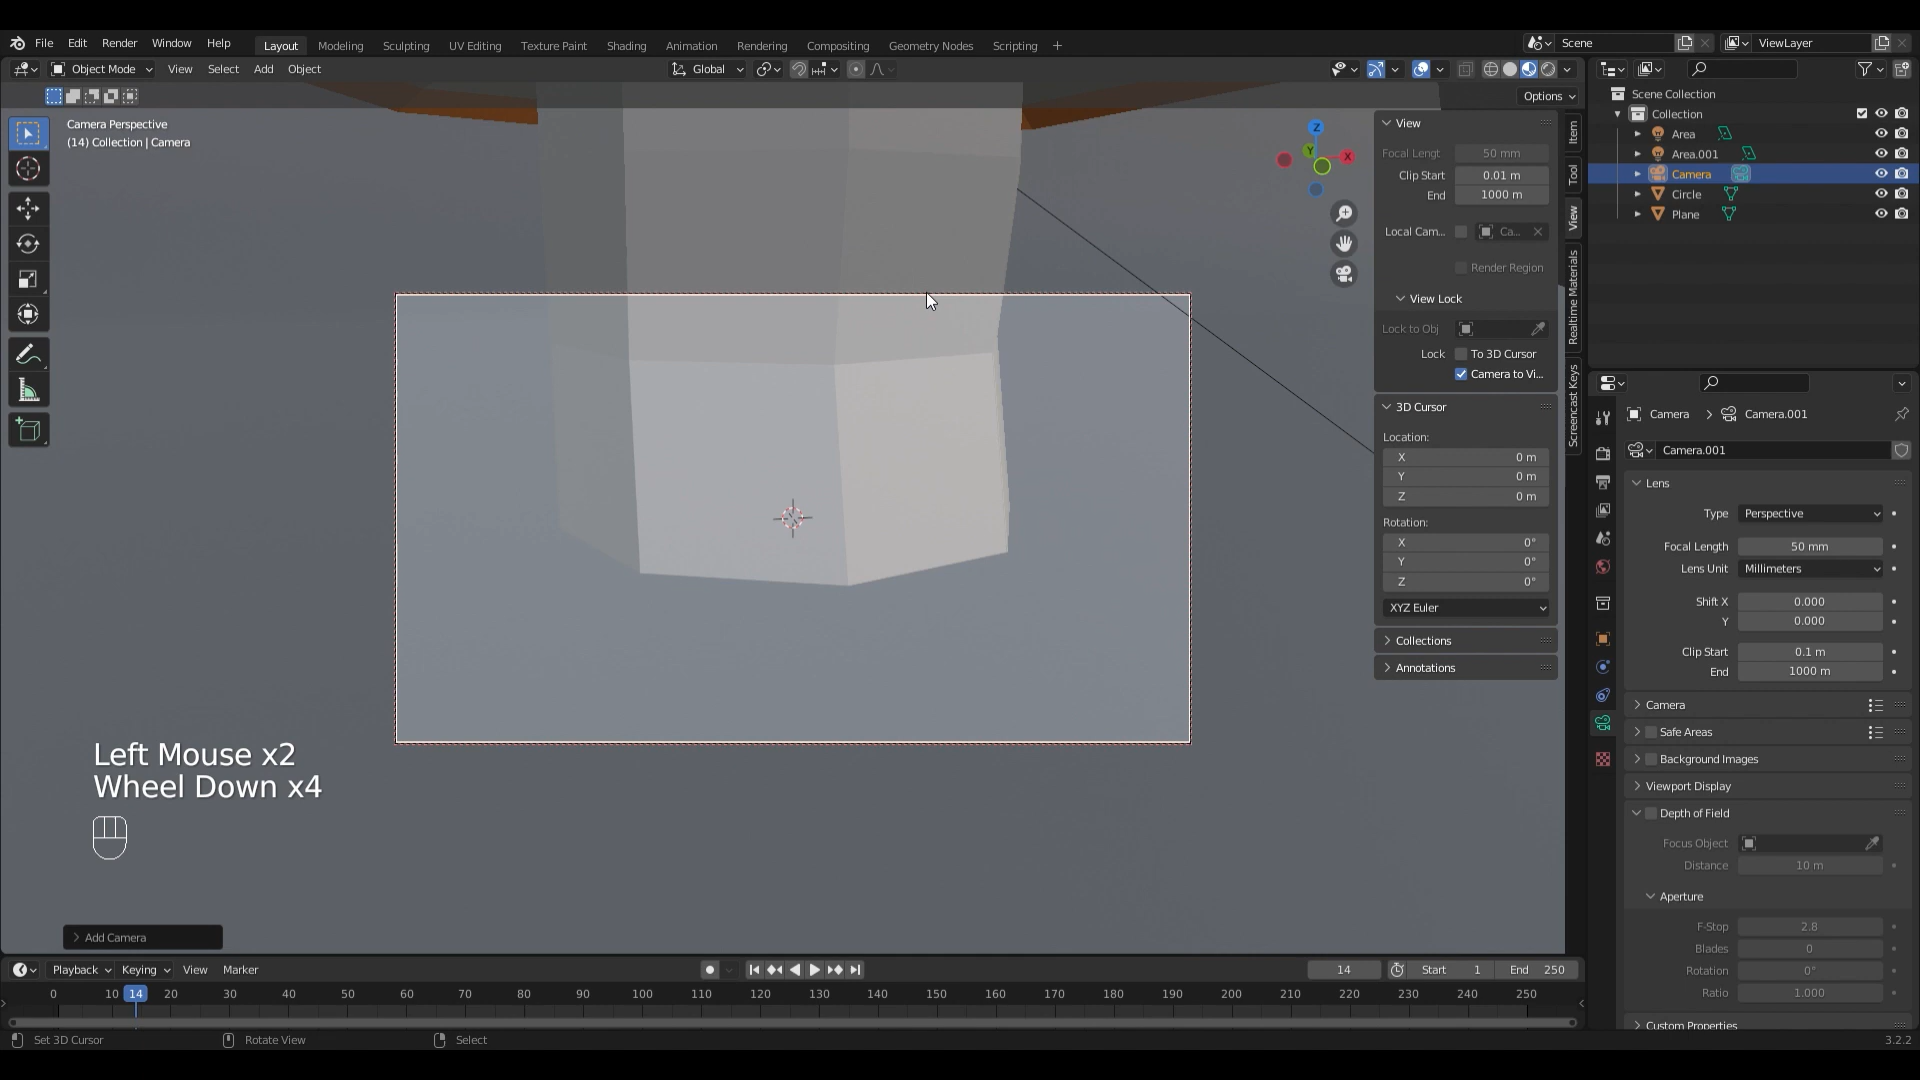 File Edit Render Window Help Layout Modeling Sculpting UV Editing Texture Paint Shading Animation Rendering Compositing Geometry Nodes Scripting + Scene ViewLayer
Object Mode View Select Add Object Global
Options
Camera Perspective
(14) Collection | Camera
Z
Y
X
View
Focal Lengt 50 mm
Clip Start 0.01 m
End 1000 m
Local Cam... Ca...
Render Region
View Lock
Lock to Obj
Lock To 3D Cursor
Camera to Vi...
3D Cursor
Location:
X 0 m
Y 0 m
Z 0 m
Rotation:
X 0°
Y 0°
Z 0°
XYZ Euler
Collections
Annotations
Item
Tool
View
Realtime Materials
Screencast Keys
Scene Collection
Collection
Area
Area.001
Camera
Circle
Plane
Camera Camera.001
Camera.001
Lens
Type Perspective
Focal Length 50 mm
Lens Unit Millimeters
Shift X 0.000
Y 0.000
Clip Start 0.1 m
End 1000 m
Camera
Safe Areas
Background Images
Viewport Display
Depth of Field
Focus Object
Distance 10 m
Aperture
F-Stop 2.8
Blades 0
Rotation 0°
Ratio 1.000
Custom Properties
Left Mouse x2
Wheel Down x4
Add Camera
Playback Keying View Marker 14 Start 1 End 250
0 10 14 20 30 40 50 60 70 80 90 100 110 120 130 140 150 160 170 180 190 200 210 220 230 240 250
Set 3D Cursor Rotate View Select 3.2.2